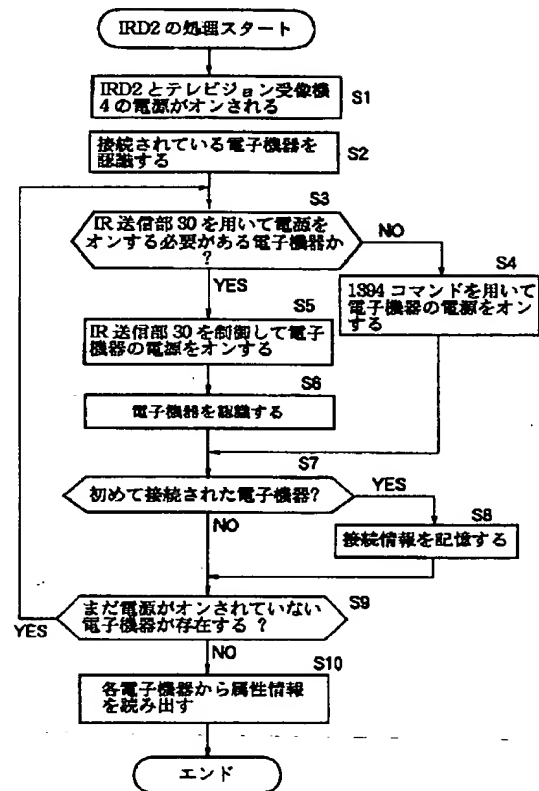 IRD2の処理スタート
IRD2とテレビジョン受像機
4の電源がオンされる
S1
接続されている電子機器を
認識する
S2
S3
IR送信部30を用いて電源を
オンする必要がある電子機器か
?
NO
YES
S4
1394コマンドを用いて
電子機器の電源をオン
する
S5
IR送信部30を制御して電子
機器の電源をオンする
S6
電子機器を認識する
S7
初めて接続された電子機器?
YES
NO
S8
接続情報を記憶する
S9
まだ電源がオンされていない
電子機器が存在する?
YES
NO
S10
各電子機器から属性情報
を読み出す
エンド